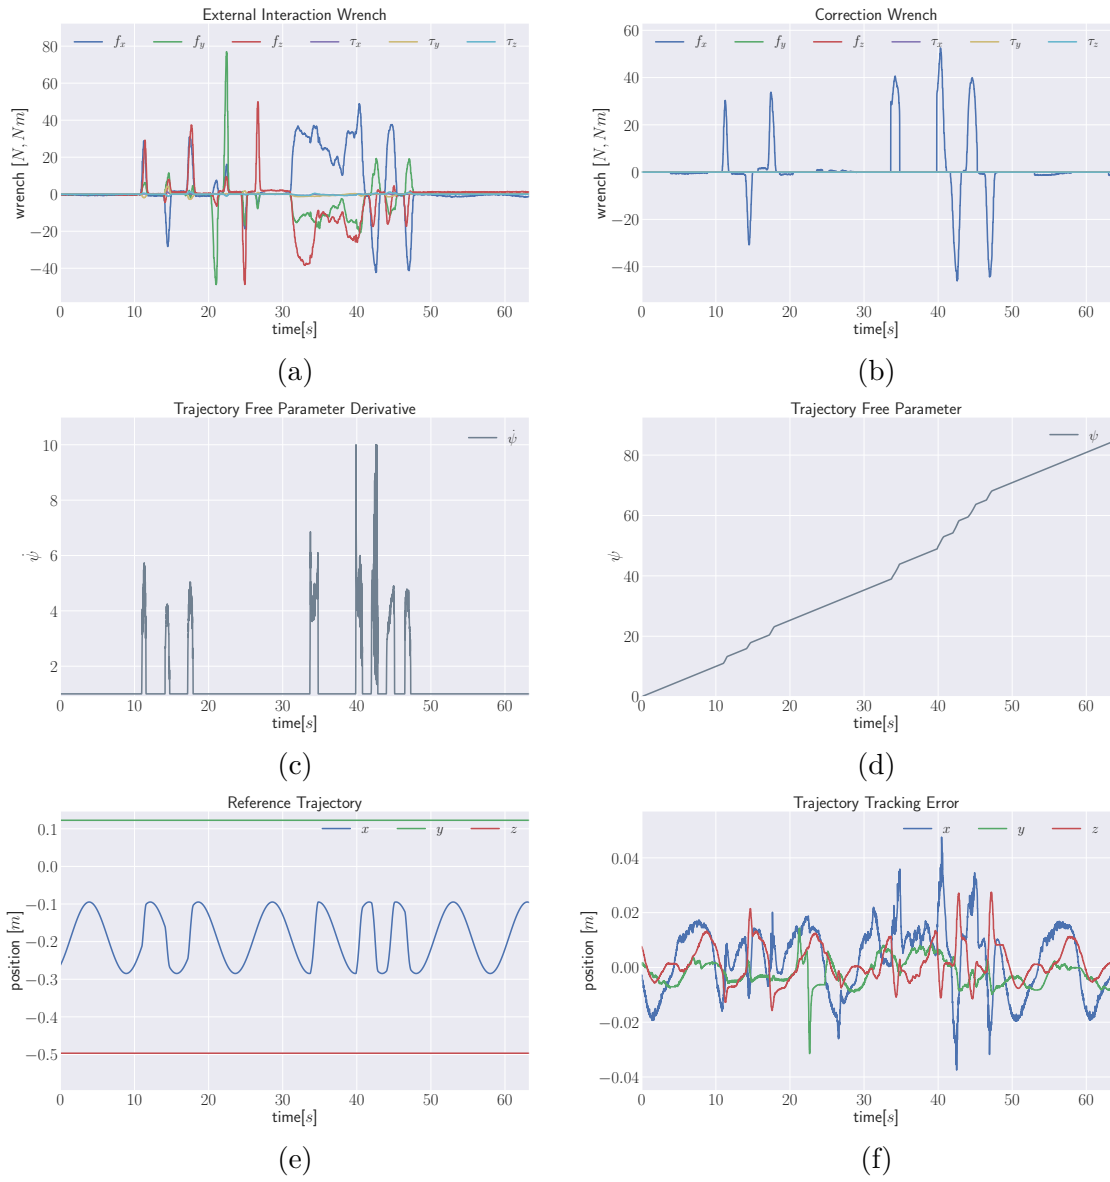 External Interaction Wrench
f_x f_y f_z τ_x τ_y τ_z
80
60
40
20
0
−20
−40
wrench [N, Nm]
0 10 20 30 40 50 60
time[s]
(a)
Correction Wrench
f_x f_y f_z τ_x τ_y τ_z
60
40
20
0
−20
−40
wrench [N, Nm]
0 10 20 30 40 50 60
time[s]
(b)
Trajectory Free Parameter Derivative
ψ̇
10
8
6
4
2
ψ̇
0 10 20 30 40 50 60
time[s]
(c)
Trajectory Free Parameter
ψ
80
60
40
20
0
ψ
0 10 20 30 40 50 60
time[s]
(d)
Reference Trajectory
x y z
0.1
0.0
−0.1
−0.2
−0.3
−0.4
−0.5
position [m]
0 10 20 30 40 50 60
time[s]
(e)
Trajectory Tracking Error
x y z
0.04
0.02
0.00
−0.02
−0.04
position [m]
0 10 20 30 40 50 60
time[s]
(f)